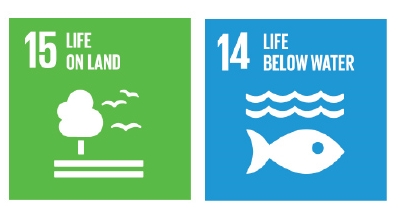 15 LIFE
ON LAND
14 LIFE
BELOW WATER